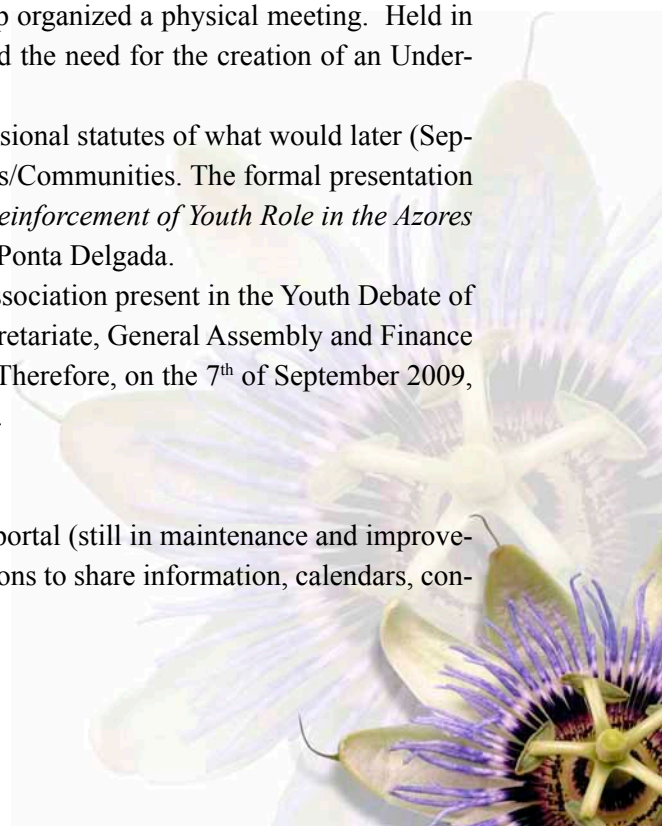 organized a physical meeting. Held in
d the need for the creation of an Under-
sional statutes of what would later (Sep-
s/Communities. The formal presentation
einforcement of Youth Role in the Azores
Ponta Delgada.
ssociation present in the Youth Debate of
retariate, General Assembly and Finance
Therefore, on the 7th of September 2009,
portal (still in maintenance and improve-
ons to share information, calendars, con-